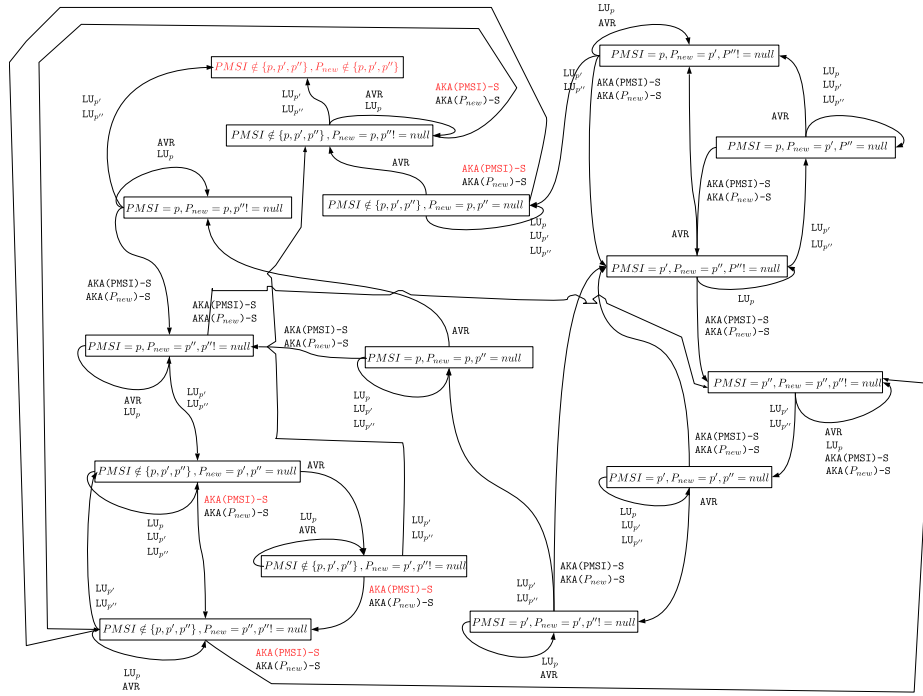 LU_p
AVR
PMSI = p, P_new = p', P''! = null
PMSI ∉ {p, p', p''}, P_new ∉ {p, p', p''}
LU_p'
LU_p''
AKA(PMSI)-S
AKA(P_new)-S
AKA(PMSI)-S
AKA(P_new)-S
LU_p
LU_p'
LU_p''
LU_p'
LU_p''
LU_p'
LU_p''
AVR
LU_p
PMSI ∉ {p, p', p''}, P_new = p, p''! = null
AVR
PMSI = p, P_new = p', P'' = null
AVR
LU_p
AVR
AKA(PMSI)-S
AKA(P_new)-S
AKA(PMSI)-S
AKA(P_new)-S
PMSI = p, P_new = p, p''! = null
PMSI ∉ {p, p', p''}, P_new = p, p'' = null
LU_p
LU_p'
LU_p''
AVR
LU_p'
LU_p''
PMSI = p', P_new = p'', P''! = null
LU_p
AKA(PMSI)-S
AKA(P_new)-S
AKA(PMSI)-S
AKA(P_new)-S
AKA(PMSI)-S
AKA(P_new)-S
AKA(PMSI)-S
AKA(P_new)-S
AVR
PMSI = p, P_new = p'', p''! = null
PMSI = p, P_new = p, p'' = null
PMSI = p'', P_new = p'', p''! = null
AVR
LU_p
LU_p'
LU_p''
LU_p
LU_p'
LU_p''
LU_p'
LU_p''
AVR
LU_p
AKA(PMSI)-S
AKA(P_new)-S
AKA(PMSI)-S
AKA(P_new)-S
PMSI ∉ {p, p', p''}, P_new = p', p'' = null
AVR
PMSI = p', P_new = p', p'' = null
AKA(PMSI)-S
AKA(P_new)-S
LU_p
AVR
LU_p
LU_p'
LU_p''
AVR
LU_p
LU_p'
LU_p''
LU_p'
LU_p''
PMSI ∉ {p, p', p''}, P_new = p', p''! = null
AKA(PMSI)-S
AKA(P_new)-S
LU_p'
LU_p''
AKA(PMSI)-S
AKA(P_new)-S
LU_p'
LU_p''
PMSI ∉ {p, p', p''}, P_new = p'', p''! = null
PMSI = p', P_new = p', p''! = null
AKA(PMSI)-S
AKA(P_new)-S
LU_p
AVR
LU_p
AVR